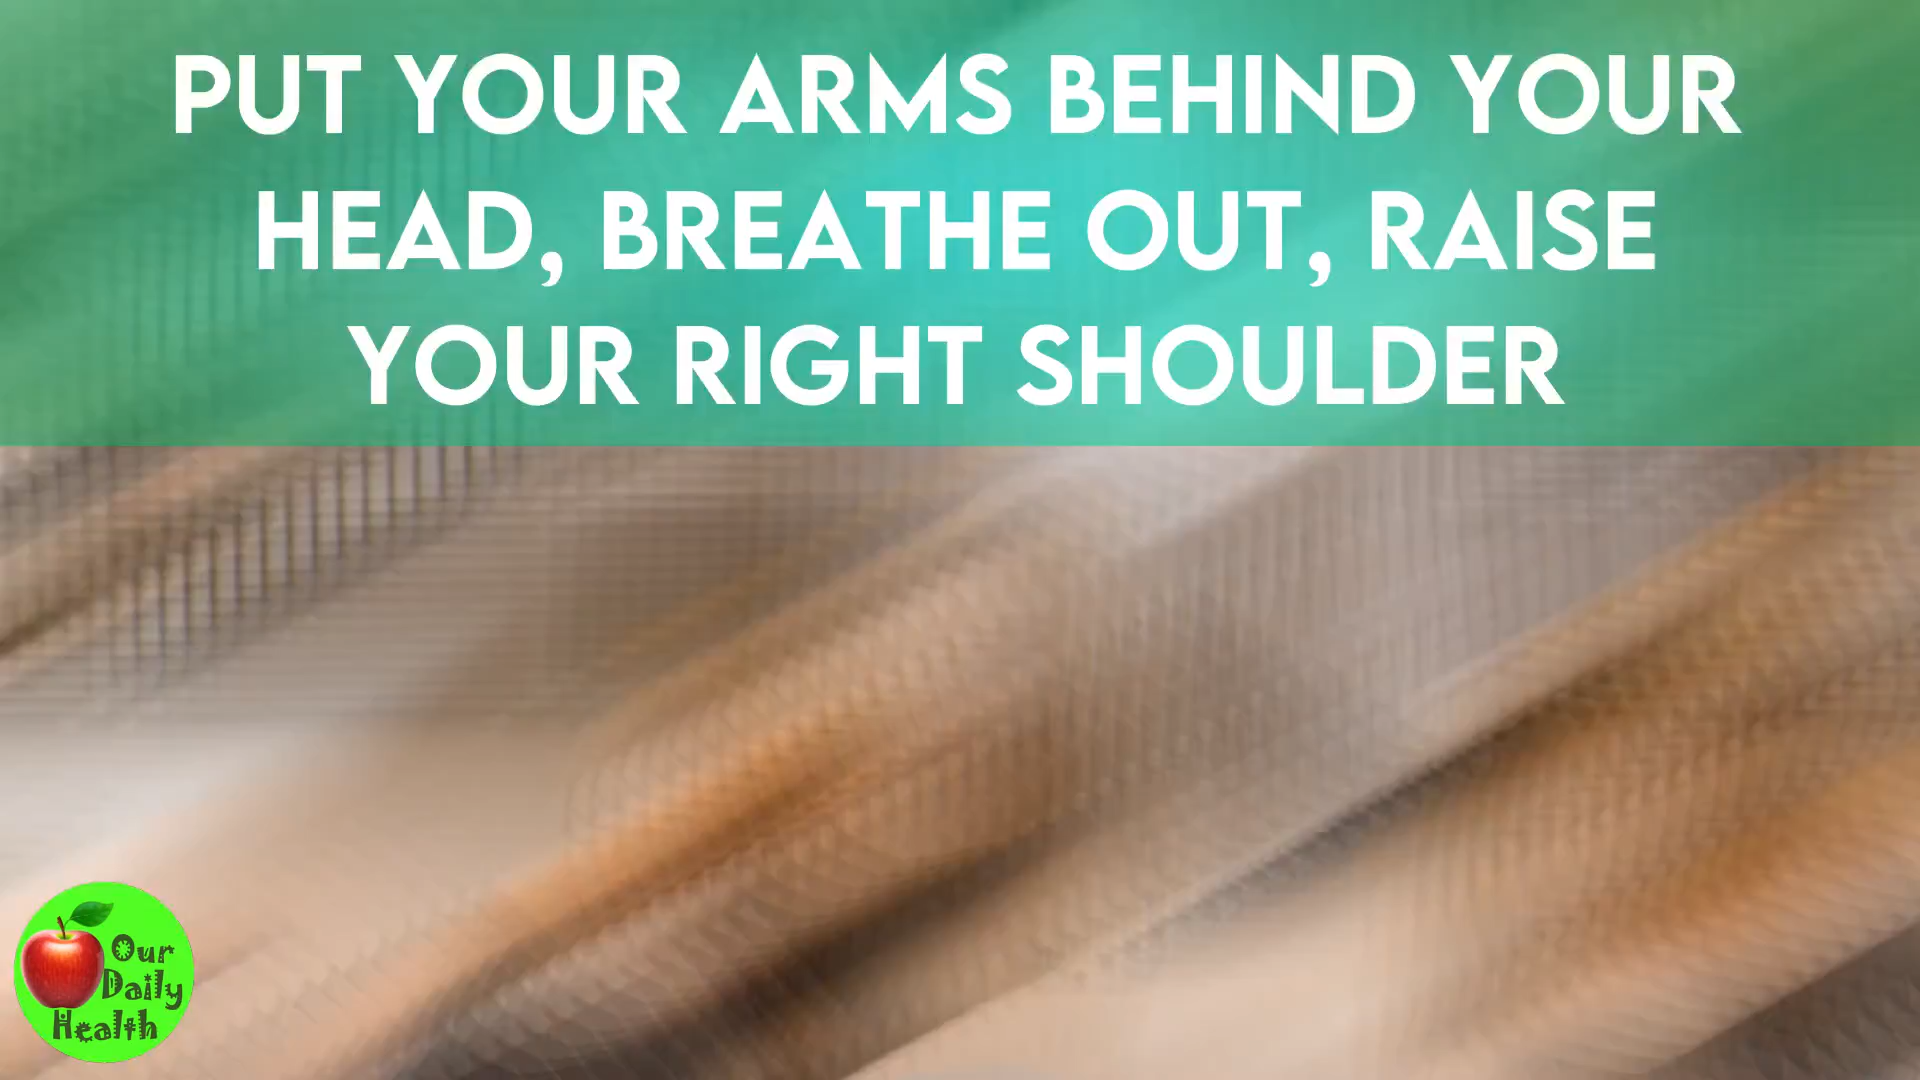 PUT YOUR ARMS BEHIND YOUR
HEAD, BREATHE OUT, RAISE
YOUR RIGHT SHOULDER
Our
Daily
Health